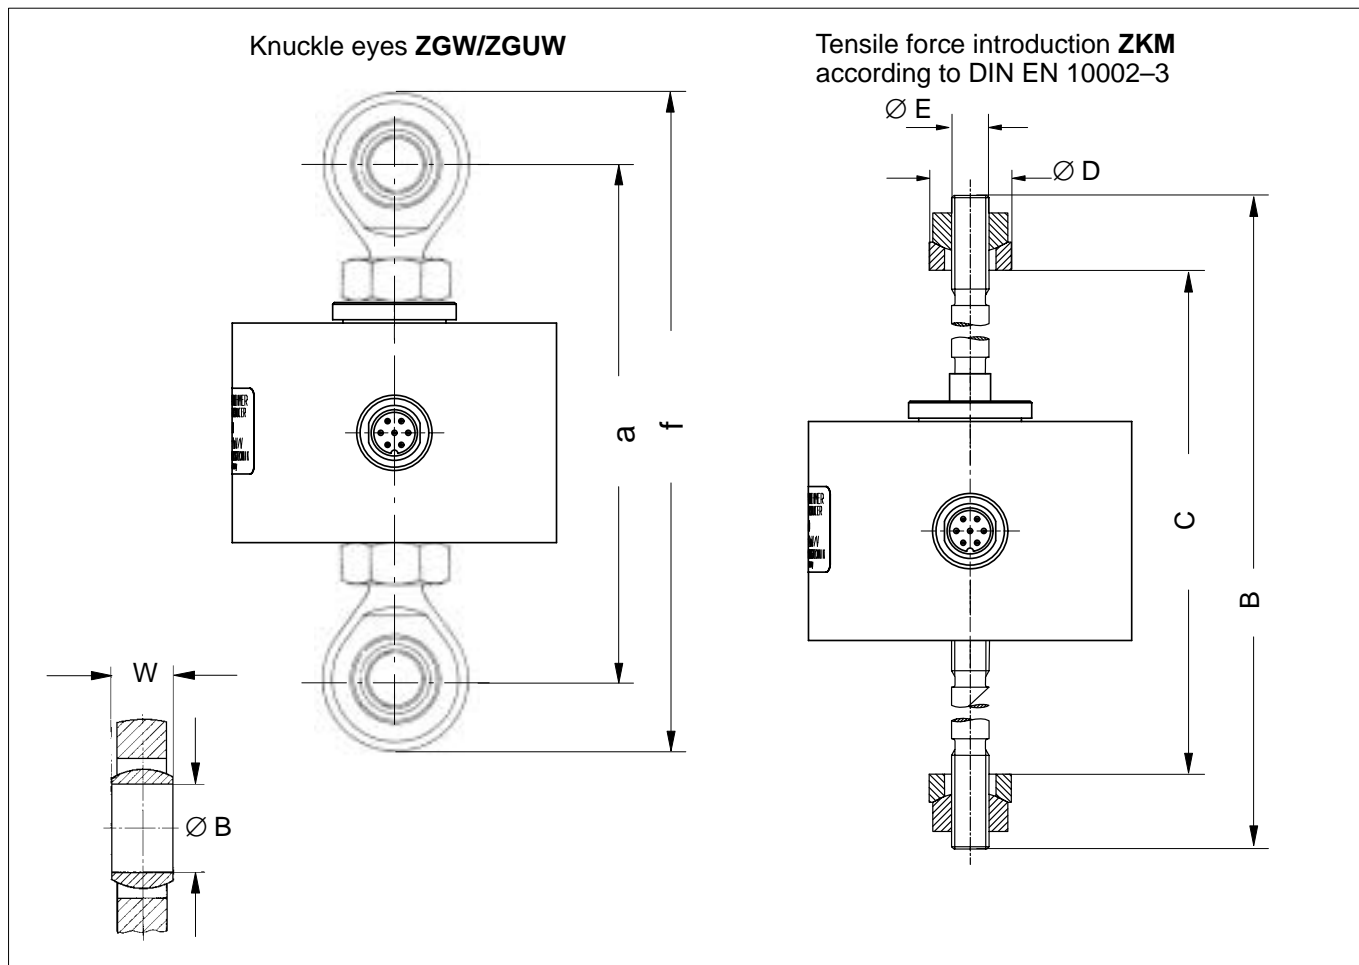 Knuckle eyes ZGW/ZGUW
Tensile force introduction ZKM
according to DIN EN 10002–3
∅ E
∅ D
a
f
C
B
W
∅ B